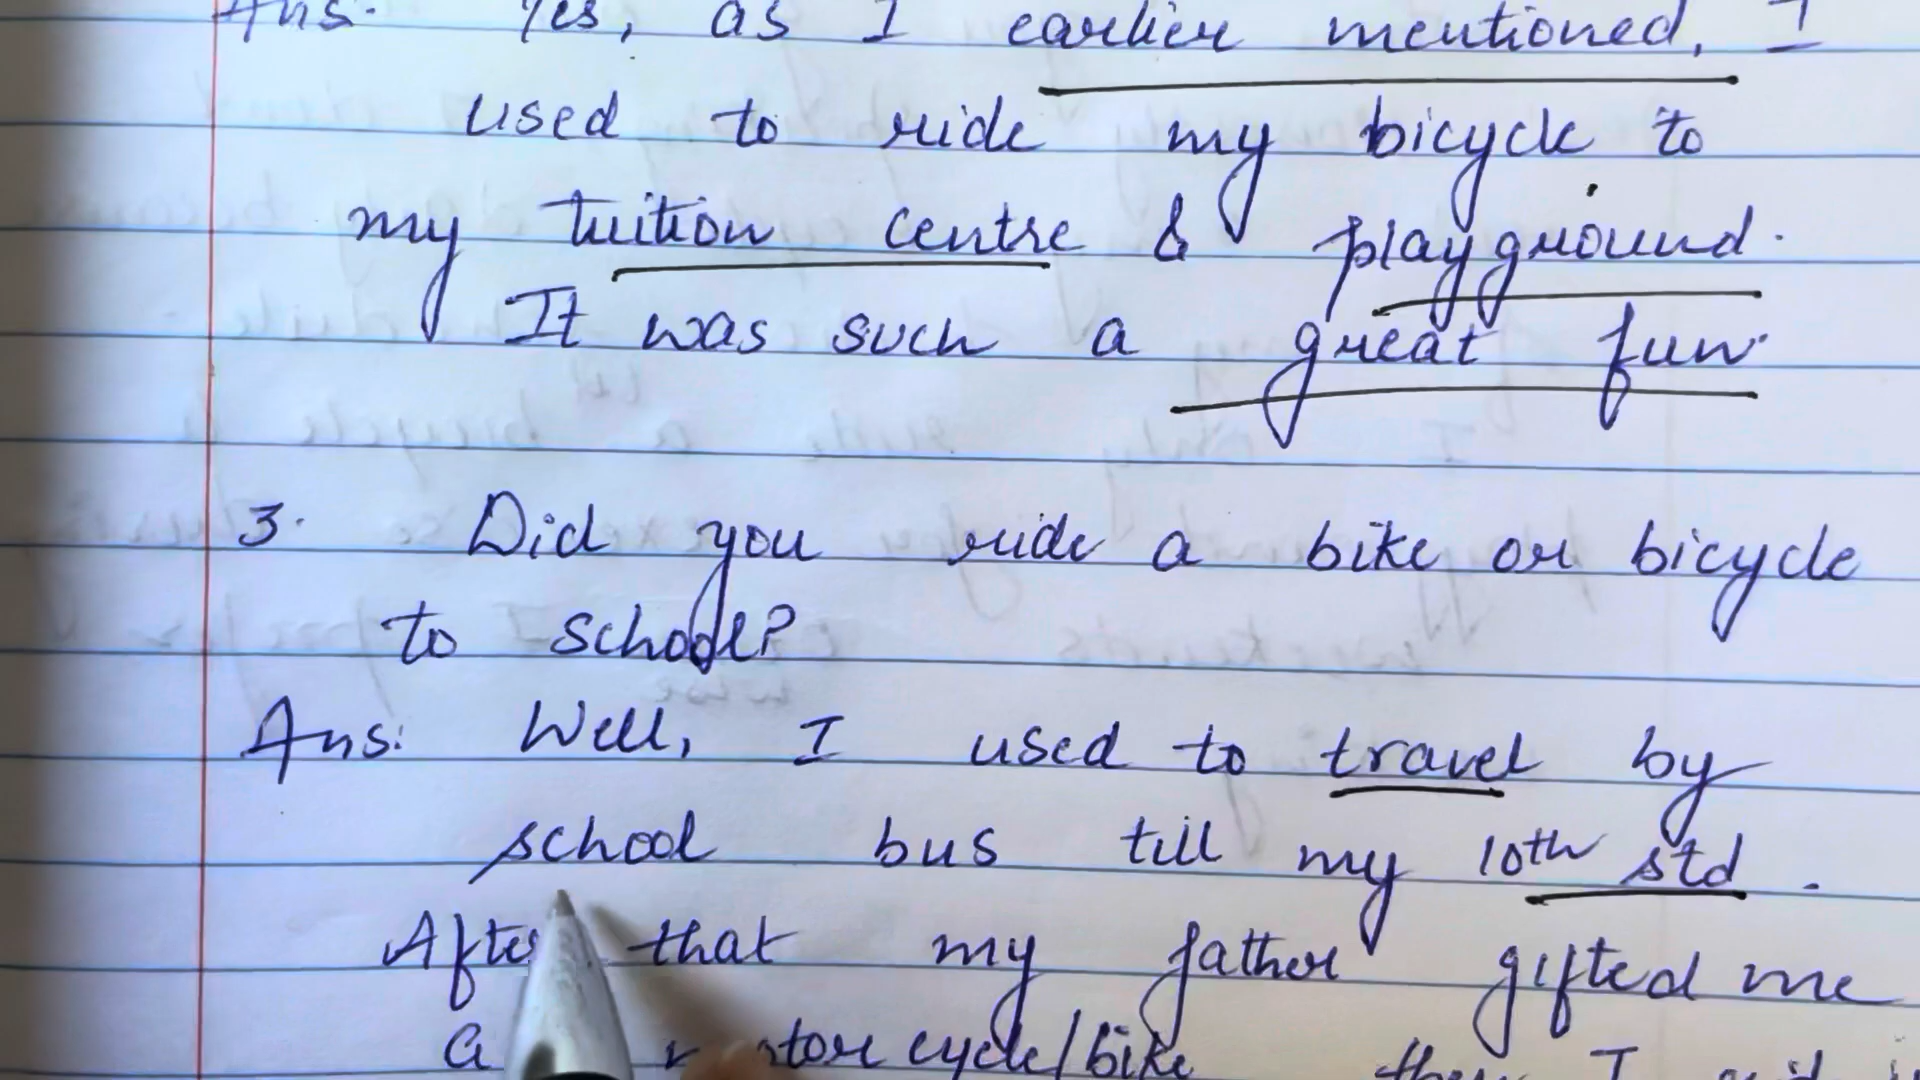 Ans. Yes, as I earlier mentioned, I
used to ride my bicycle to
my tuition centre & playground.
It was such a great fun.
3. Did you ride a bike or bicycle
to school?
Ans: Well, I used to travel by
school bus till my 10th std.
After that my father gifted me
a cycle/bike then I